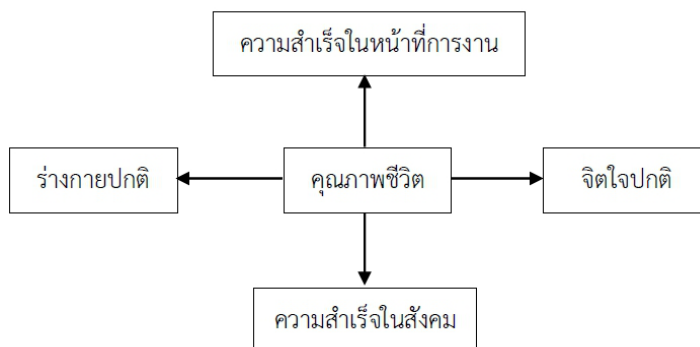 ความสำเร็จในหน้าที่การงาน
ร่างกายปกติ
คุณภาพชีวิต
จิตใจปกติ
ความสำเร็จในสังคม